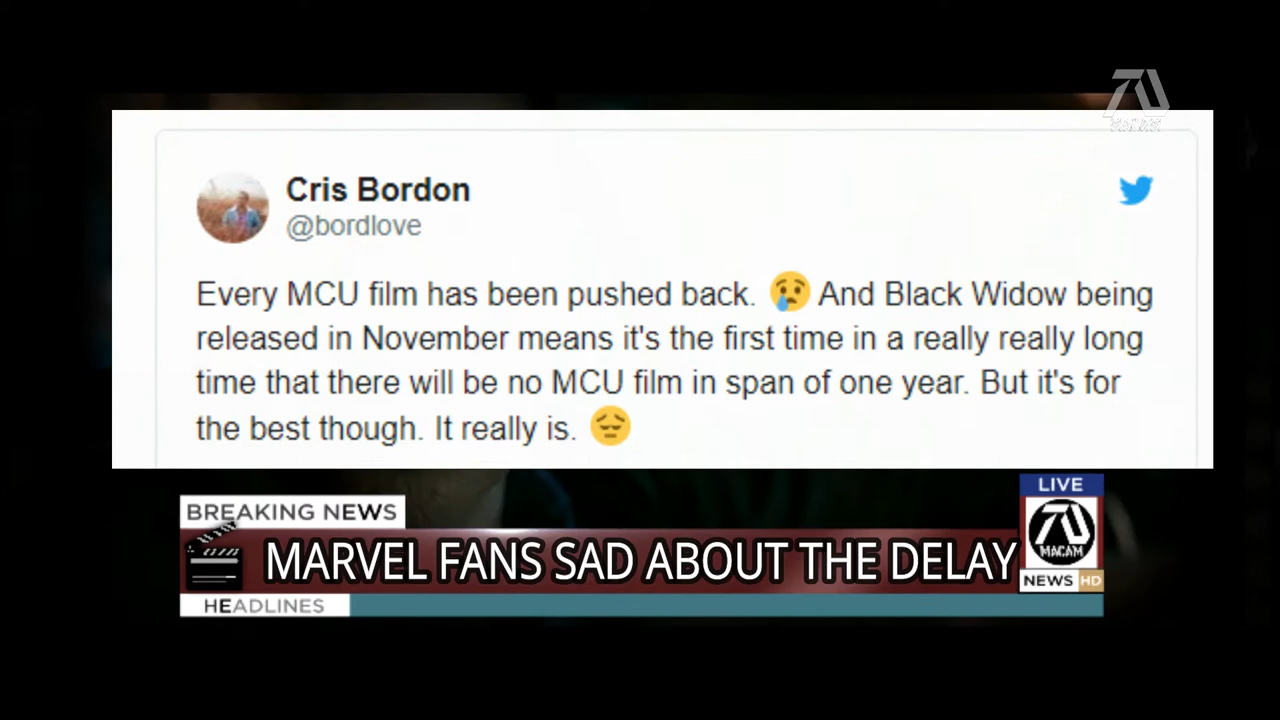 Cris Bordon
@bordlove
Every MCU film has been pushed back. 😢 And Black Widow being
released in November means it's the first time in a really really long
time that there will be no MCU film in span of one year. But it's for
the best though. It really is. 😔
LIVE
BREAKING NEWS
MARVEL FANS SAD ABOUT THE DELAY
MACAM
NEWS HD
HEADLINES